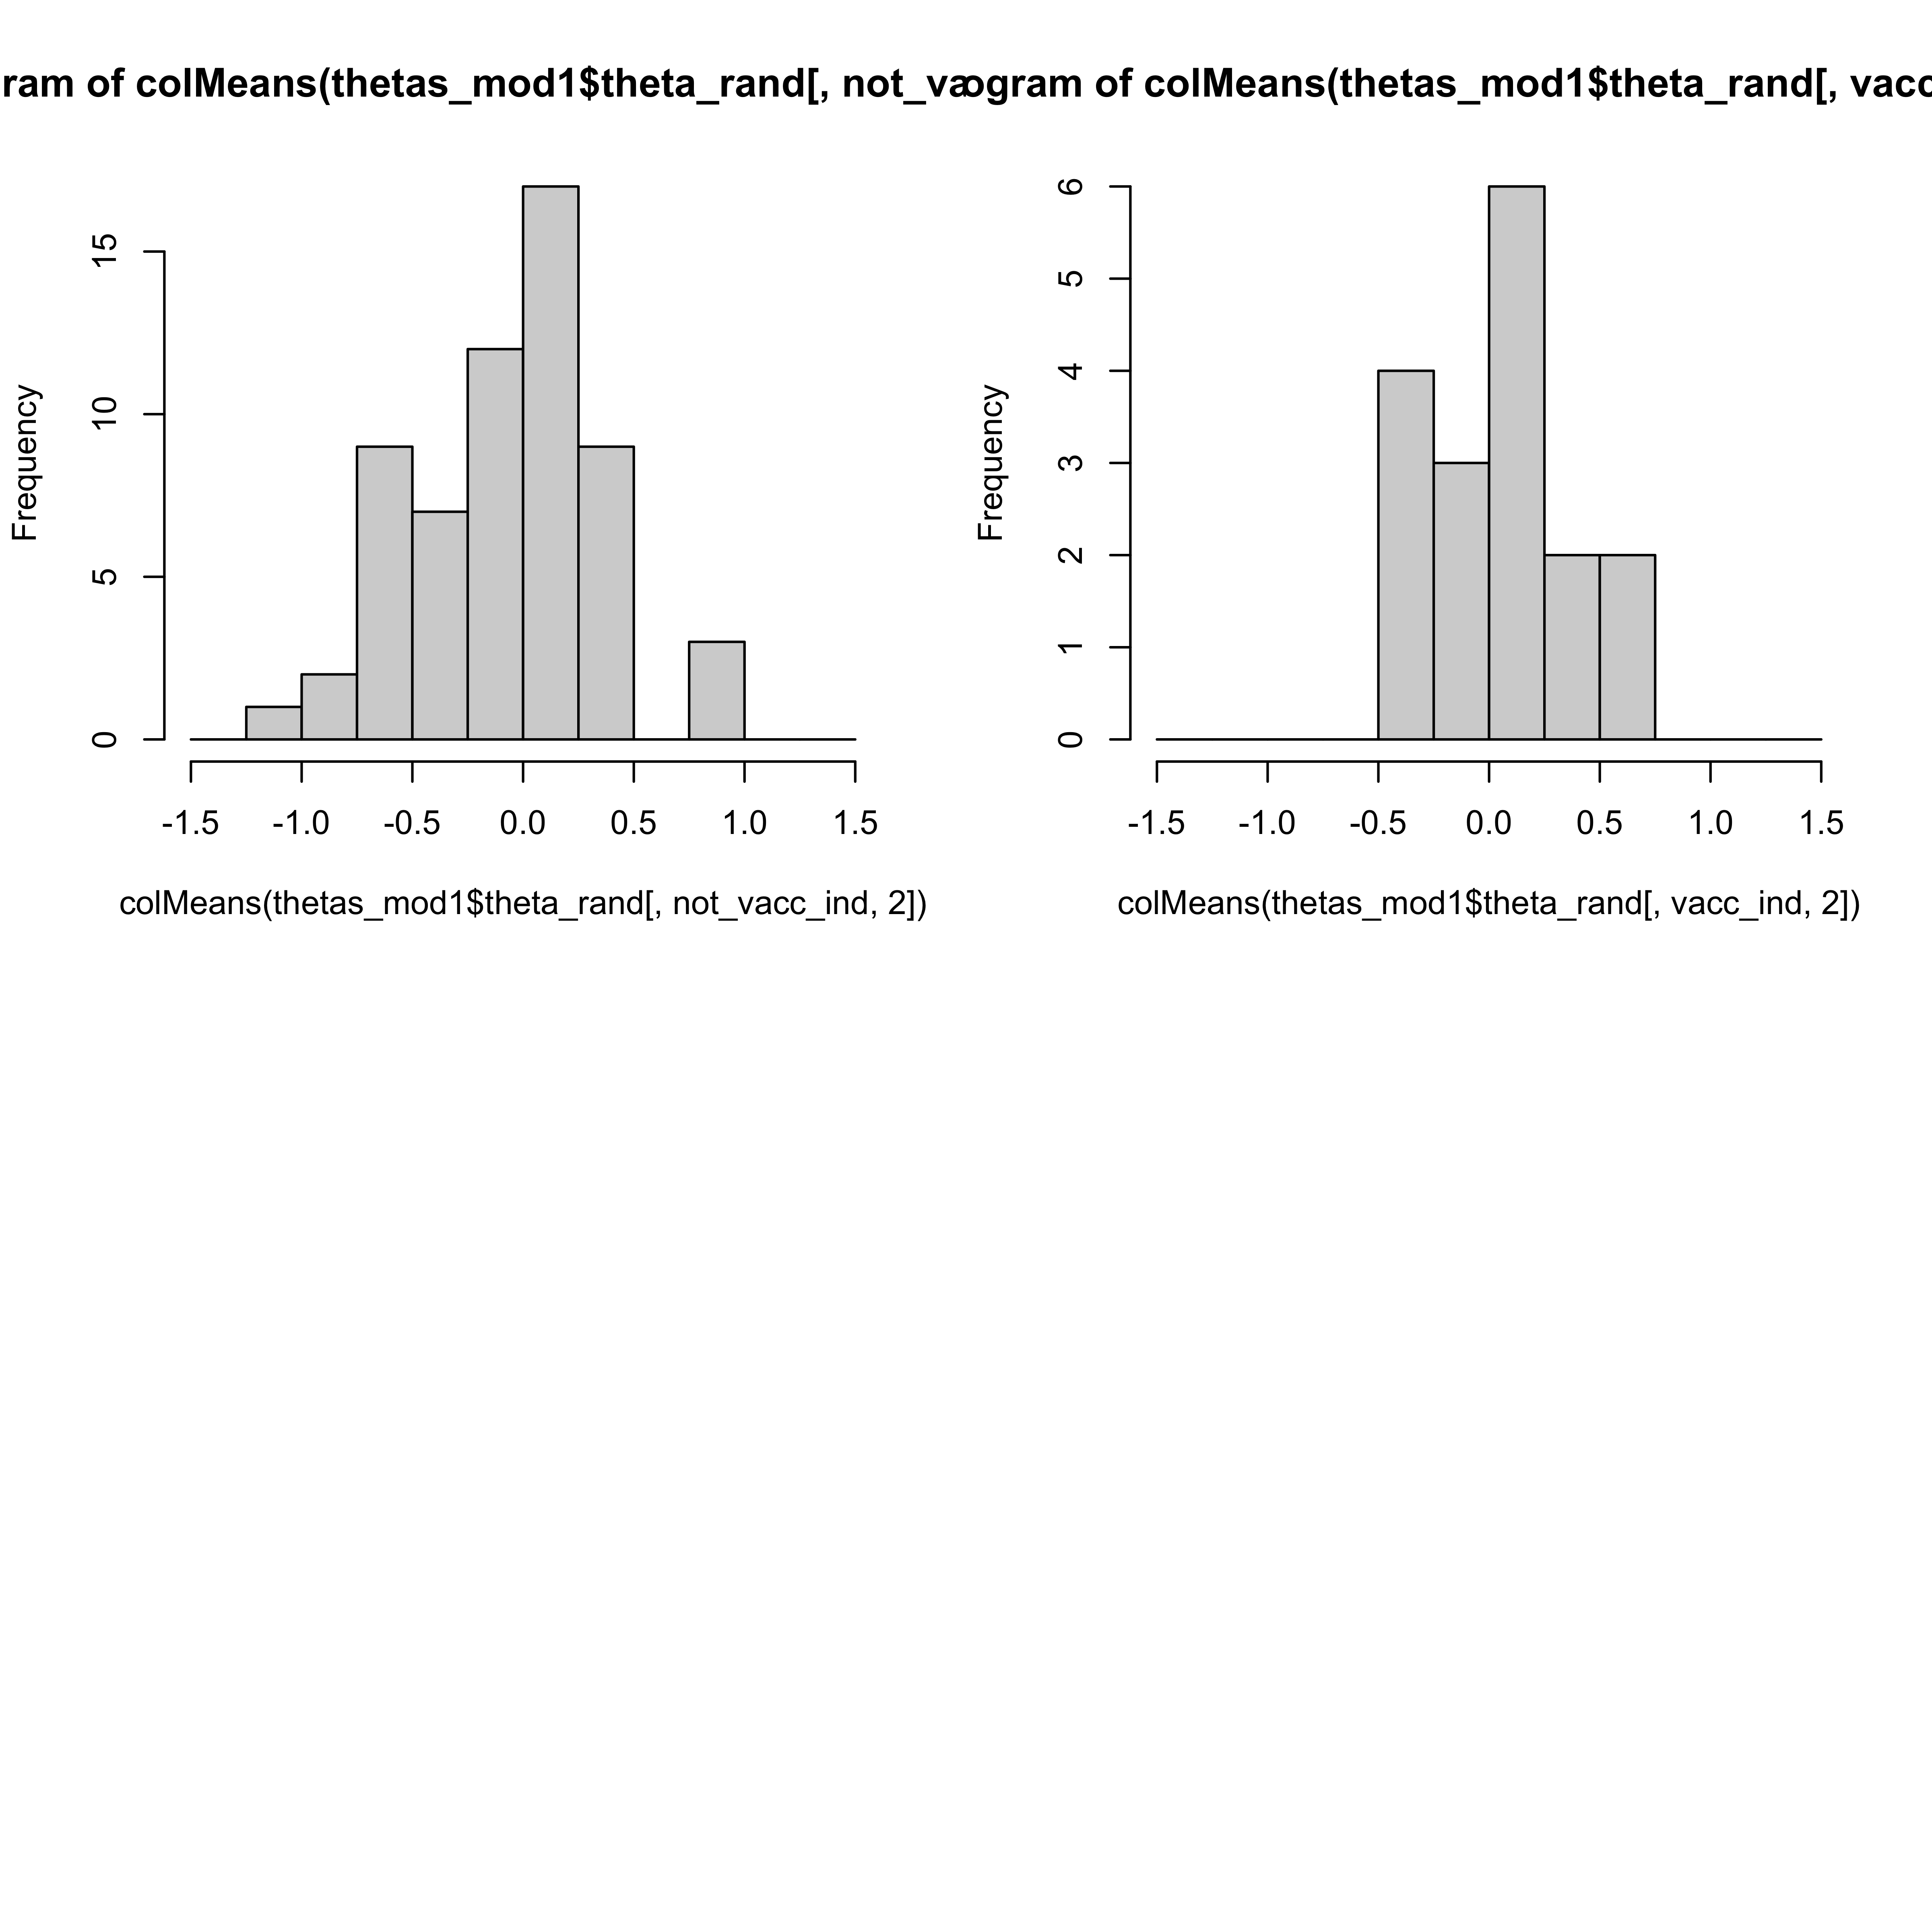 ram of colMeans(thetas_mod1$theta_rand[, not_va
ogram of colMeans(thetas_mod1$theta_rand[, vacc
Frequency
15
10
5
0
-1.5 -1.0 -0.5 0.0 0.5 1.0 1.5
colMeans(thetas_mod1$theta_rand[, not_vacc_ind, 2])
Frequency
6
5
4
3
2
1
0
-1.5 -1.0 -0.5 0.0 0.5 1.0 1.5
colMeans(thetas_mod1$theta_rand[, vacc_ind, 2])